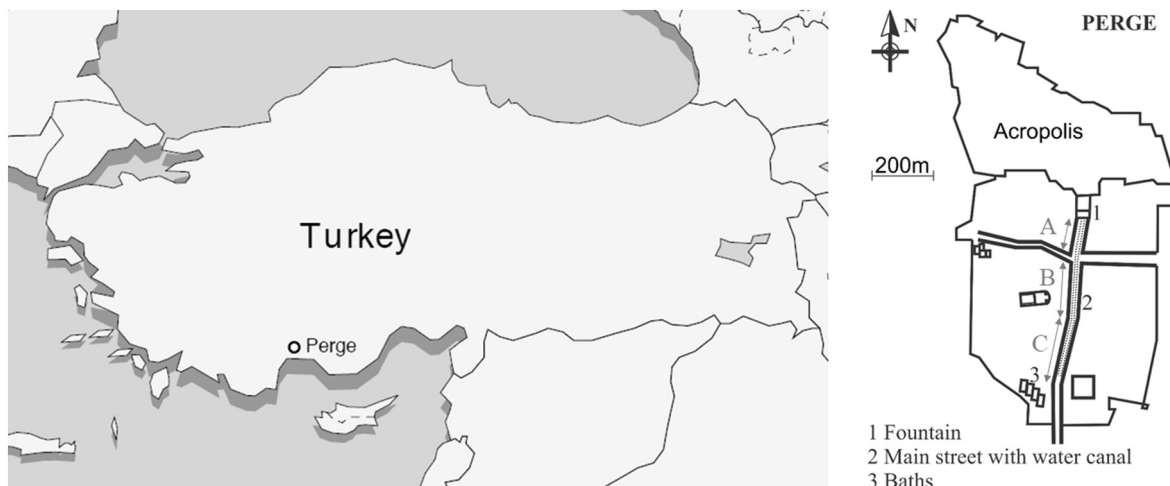 Turkey
Perge
N
PERGE
Acropolis
200m
1
A
B
2
C
3
1 Fountain
2 Main street with water canal
3 Baths